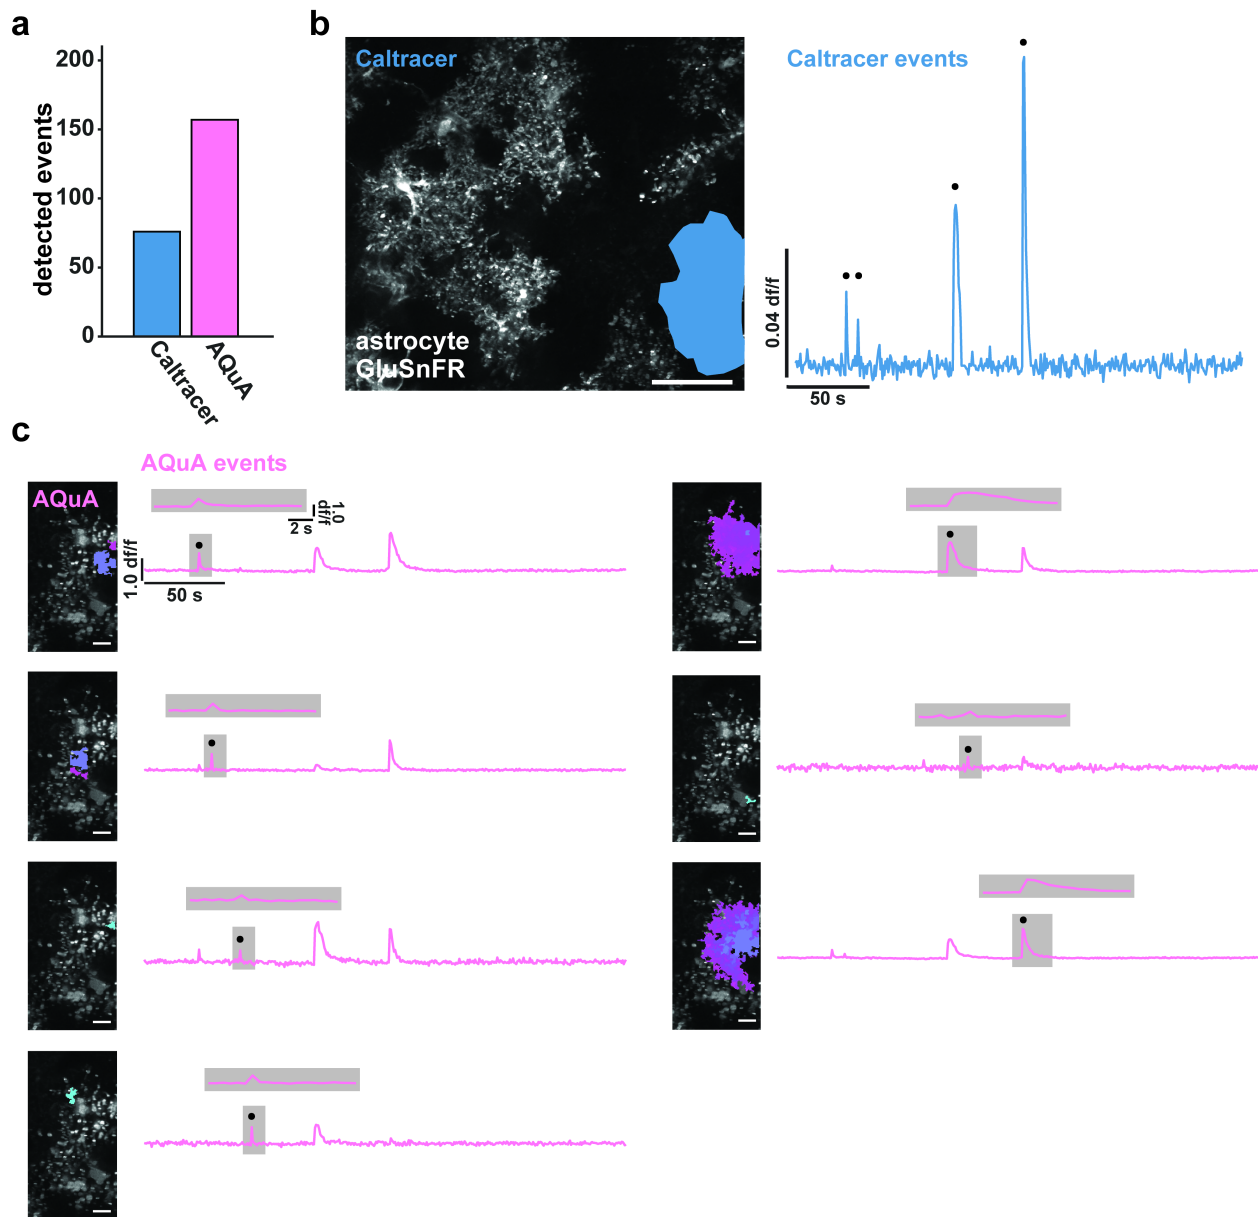 a
detected events
200
150
100
50
0
Caltracer
AQuA
b
Caltracer
astrocyte
GluSnFR
Caltracer events
0.04 df/f
50 s
c
AQuA events
AQuA
1.0
df/f
2 s
1.0 df/f
50 s